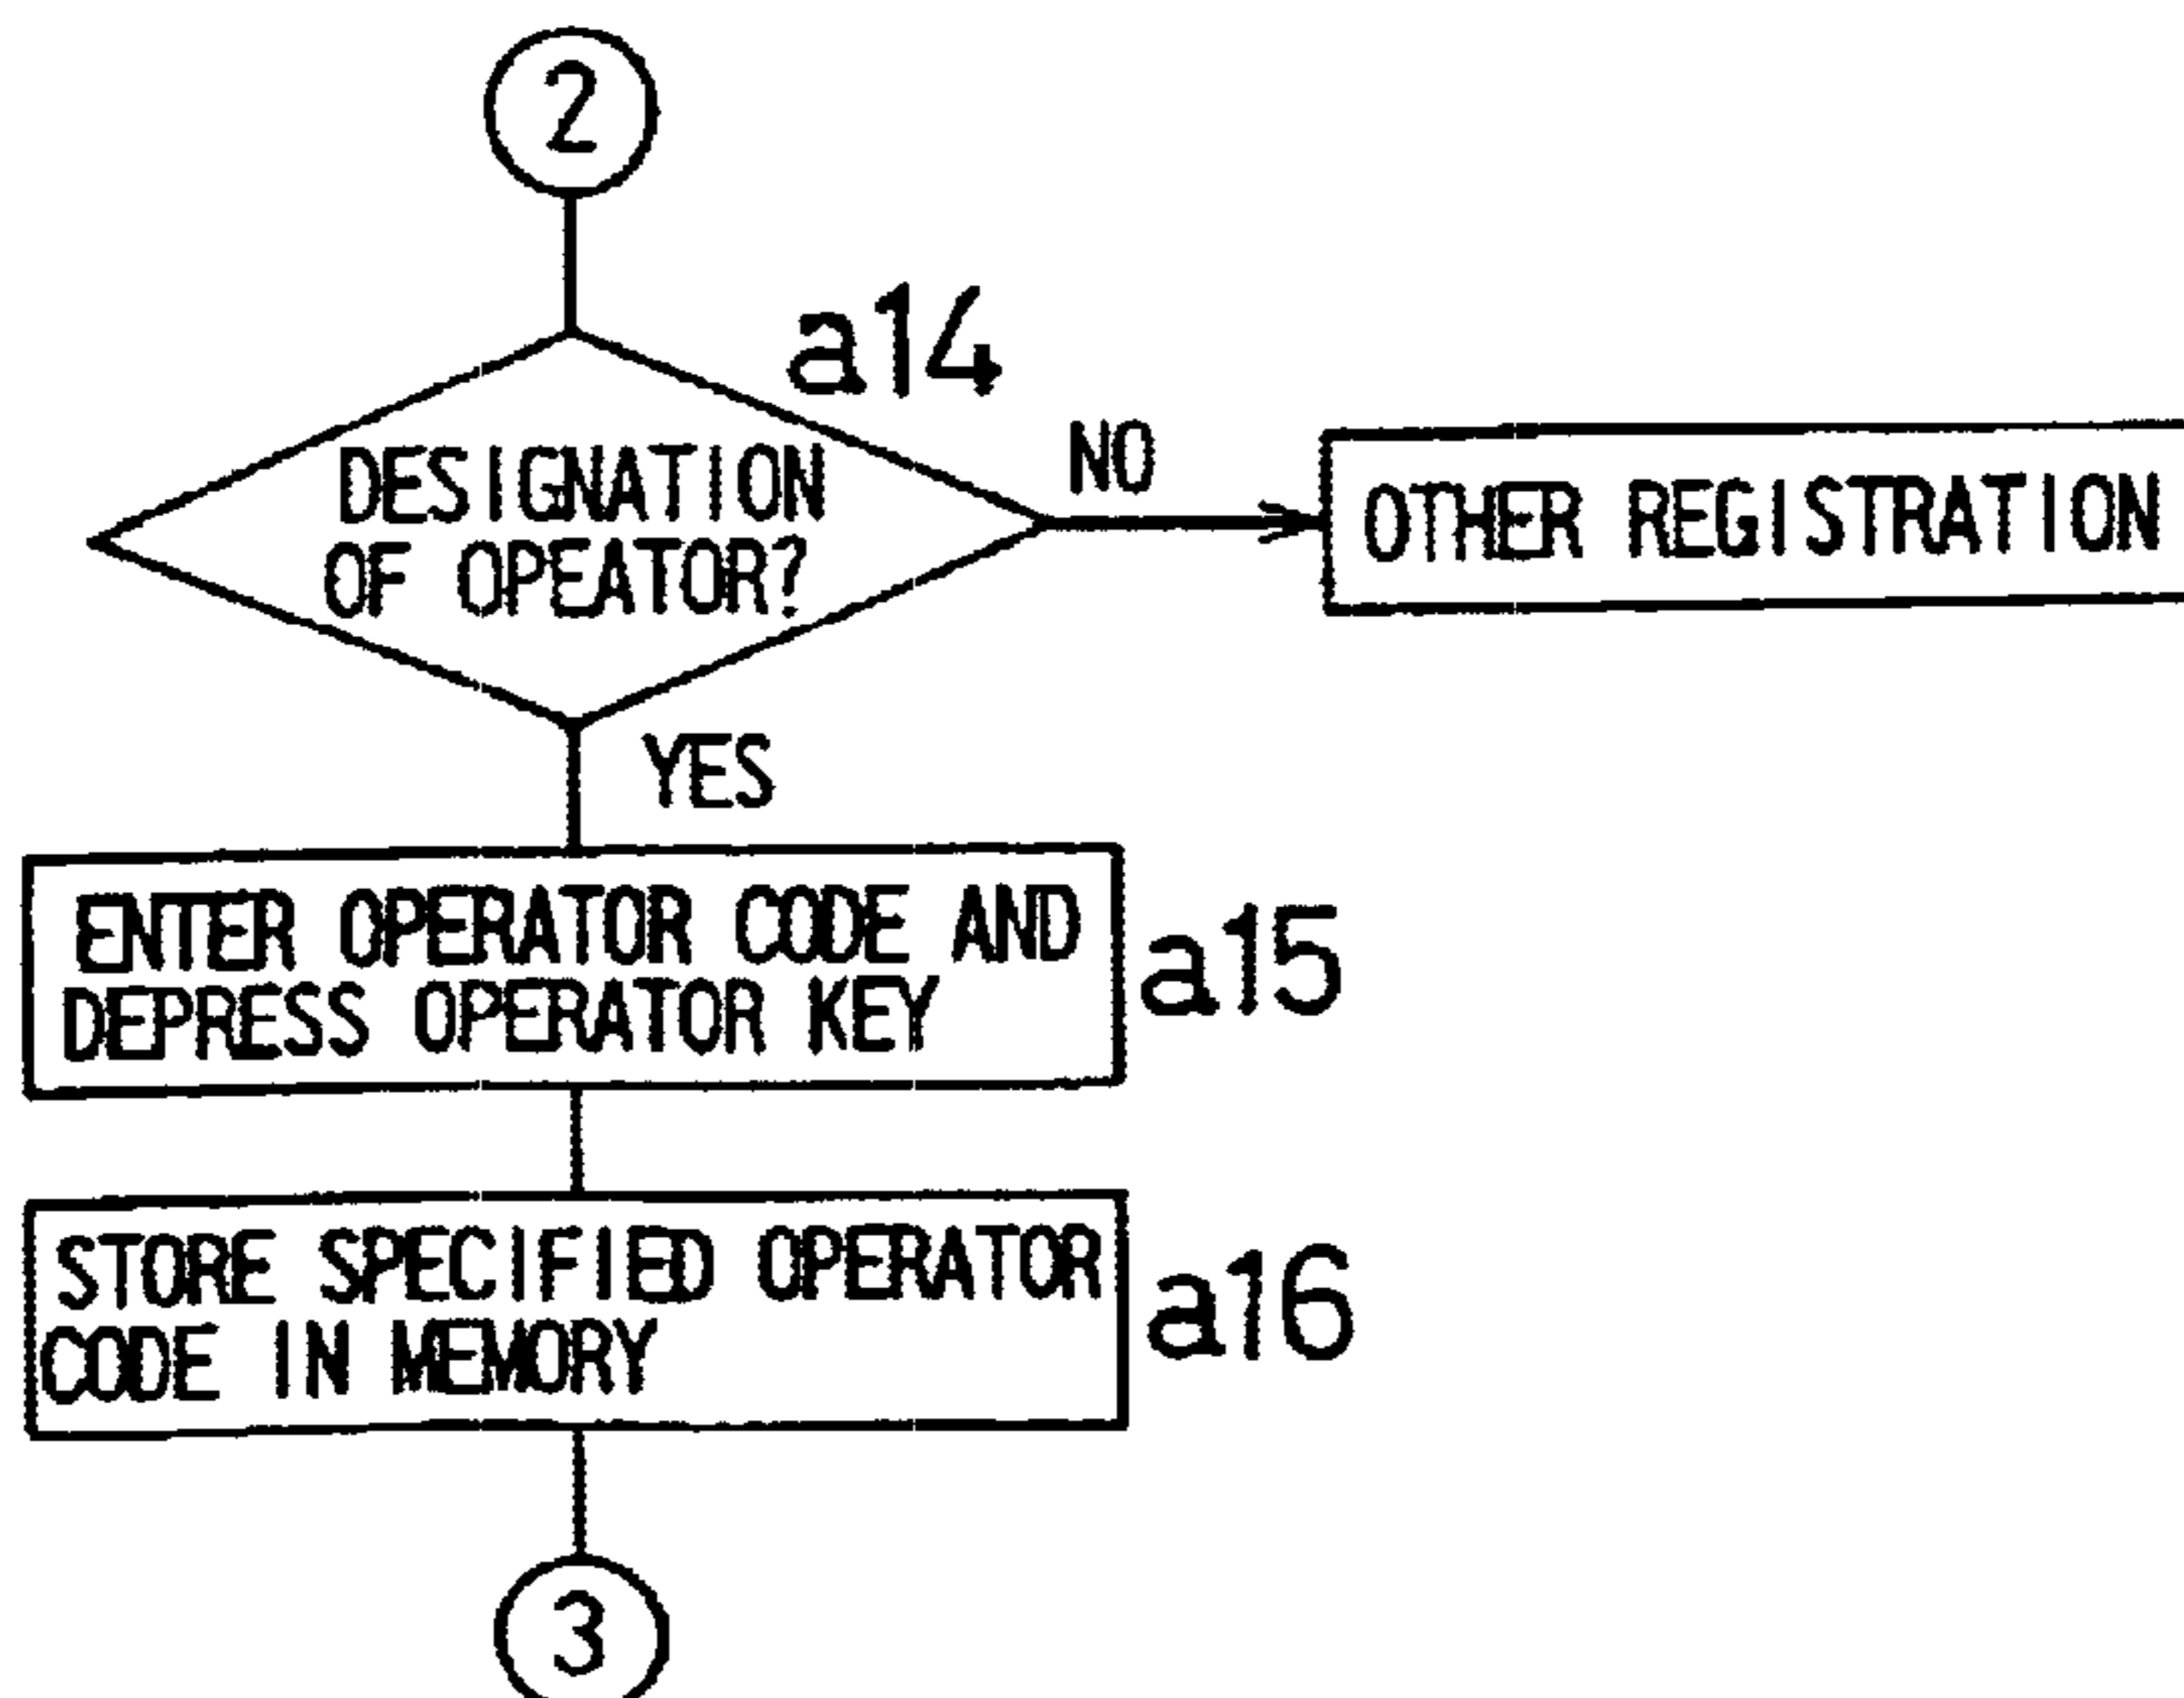 2
a14
DESIGNATION
OF OPEATOR?
NO
OTHER REGISTRATION
YES
ENTER OPERATOR CODE AND
DEPRESS OPERATOR KEY
a15
STORE SPECIFIED OPERATOR
CODE IN MEMORY
a16
3